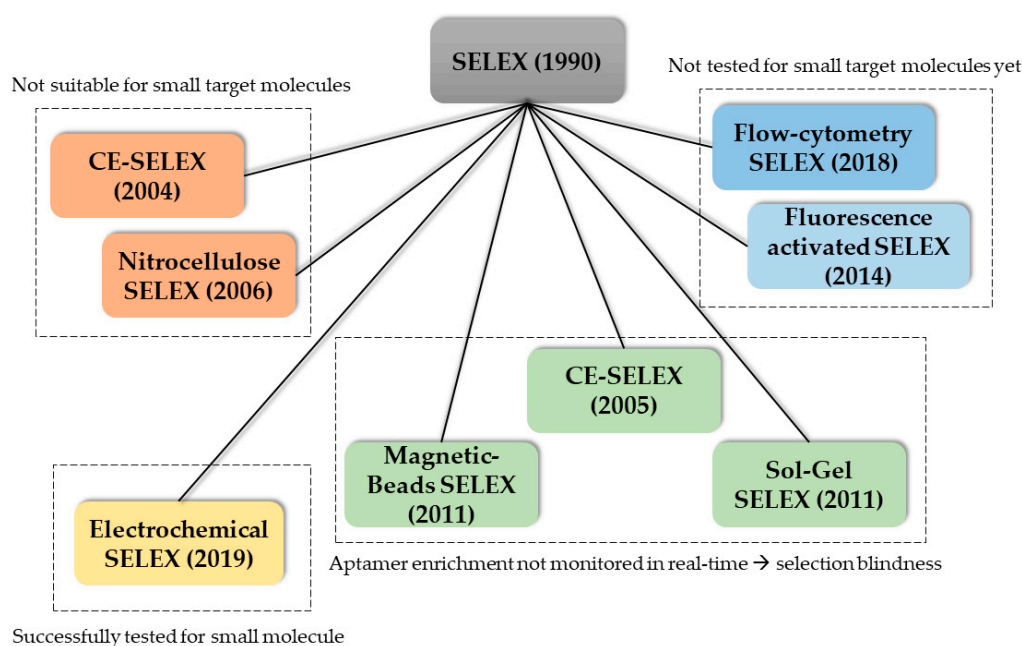 SELEX (1990)
Not suitable for small target molecules
CE-SELEX
(2004)
Nitrocellulose
SELEX (2006)
Not tested for small target molecules yet
Flow-cytometry
SELEX (2018)
Fluorescence
activated SELEX
(2014)
CE-SELEX
(2005)
Magnetic-
Beads SELEX
(2011)
Sol-Gel
SELEX (2011)
Aptamer enrichment not monitored in real-time → selection blindness
Electrochemical
SELEX (2019)
Successfully tested for small molecule